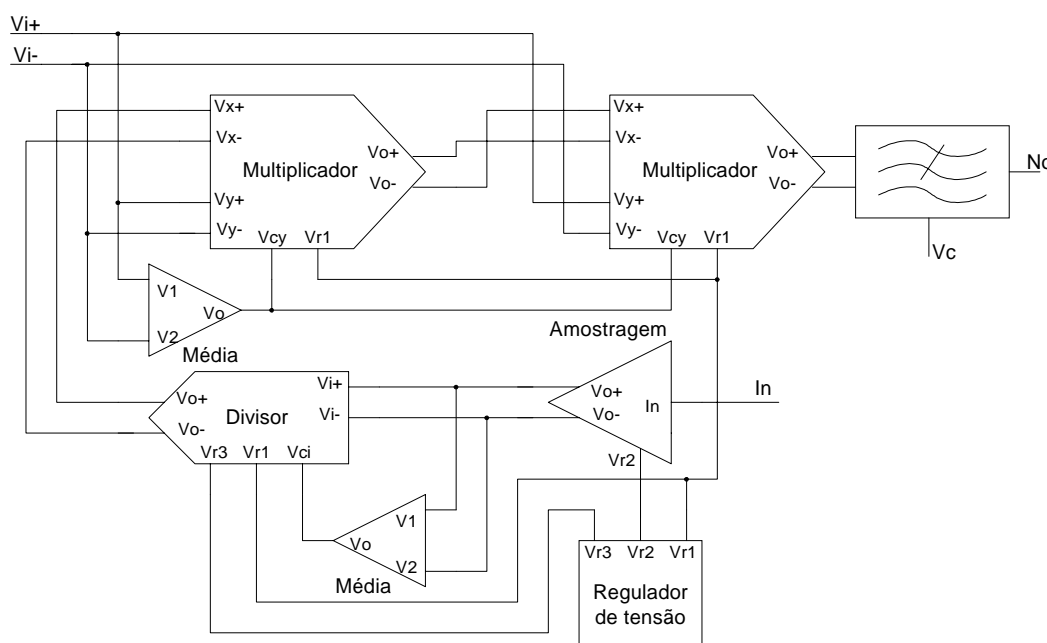 Vi+
Vi-
Vx+
Vx-
Multiplicador
Vo+
Vo-
Vy+
Vy-
Vcy
Vr1
Vx+
Vx-
Multiplicador
Vo+
Vo-
Vy+
Vy-
Vcy
Vr1
No
Vc
V1
Vo
V2
Média
Amostragem
Vo+
Vo-
In
In
Vr2
Vi+
Vi-
Vo+
Divisor
Vo-
Vr3
Vr1
Vci
V1
Vo
V2
Média
Vr3
Vr2
Vr1
Regulador
de tensão